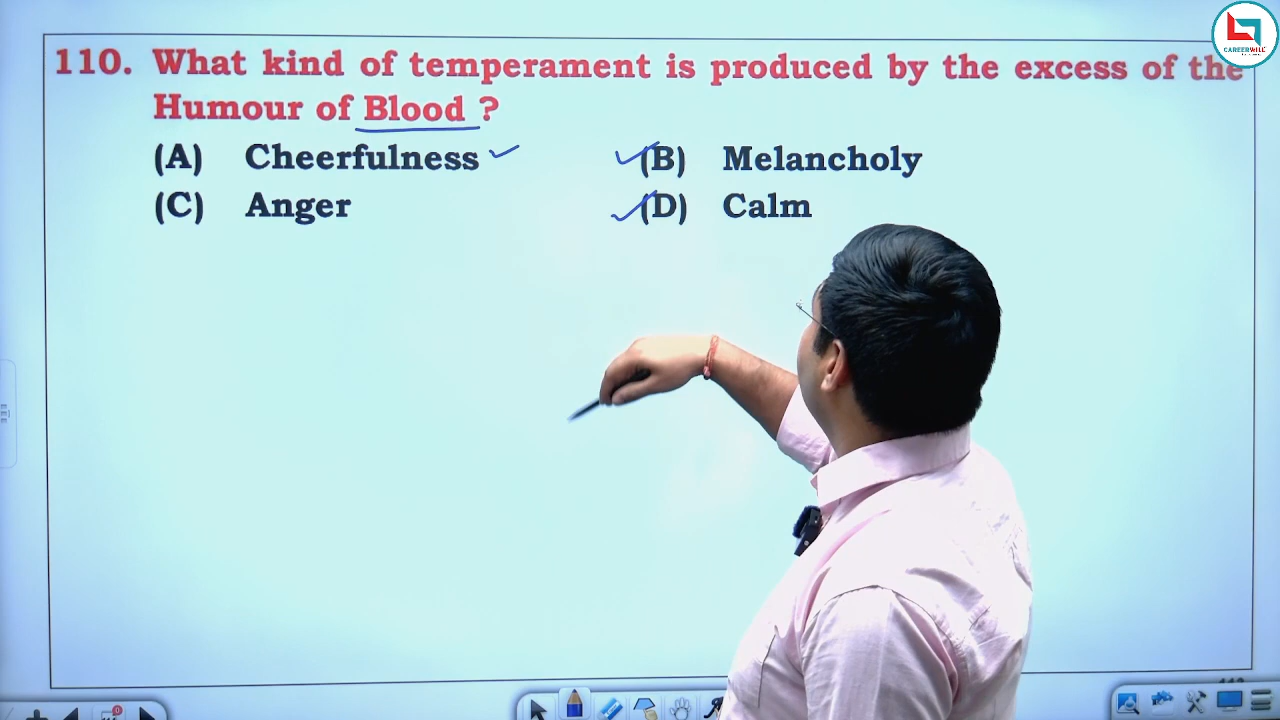 CAREERWILL
110. What kind of temperament is produced by the excess of the
Humour of Blood ?
(A) Cheerfulness (B) Melancholy
(C) Anger (D) Calm